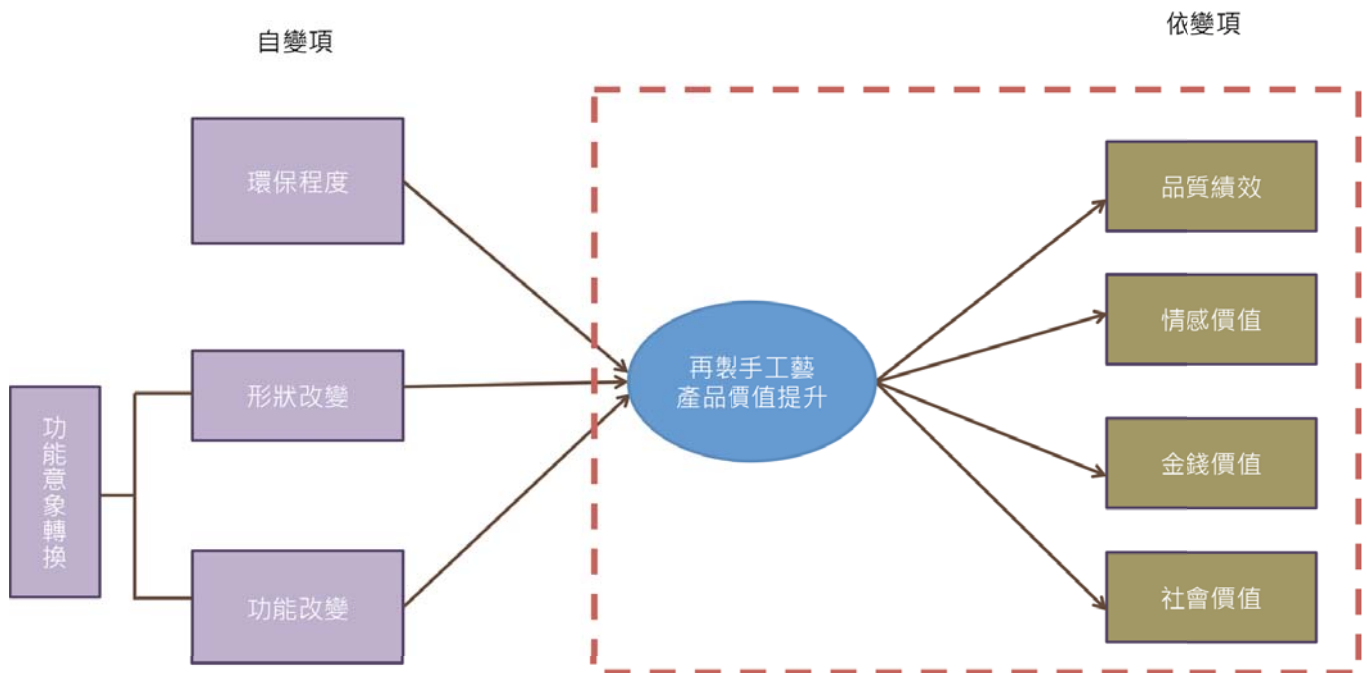 自變項
依變項
環保程度
形狀改變
功能改變
功能意象轉換
再製手工藝
產品價值提升
品質績效
情感價值
金錢價值
社會價值